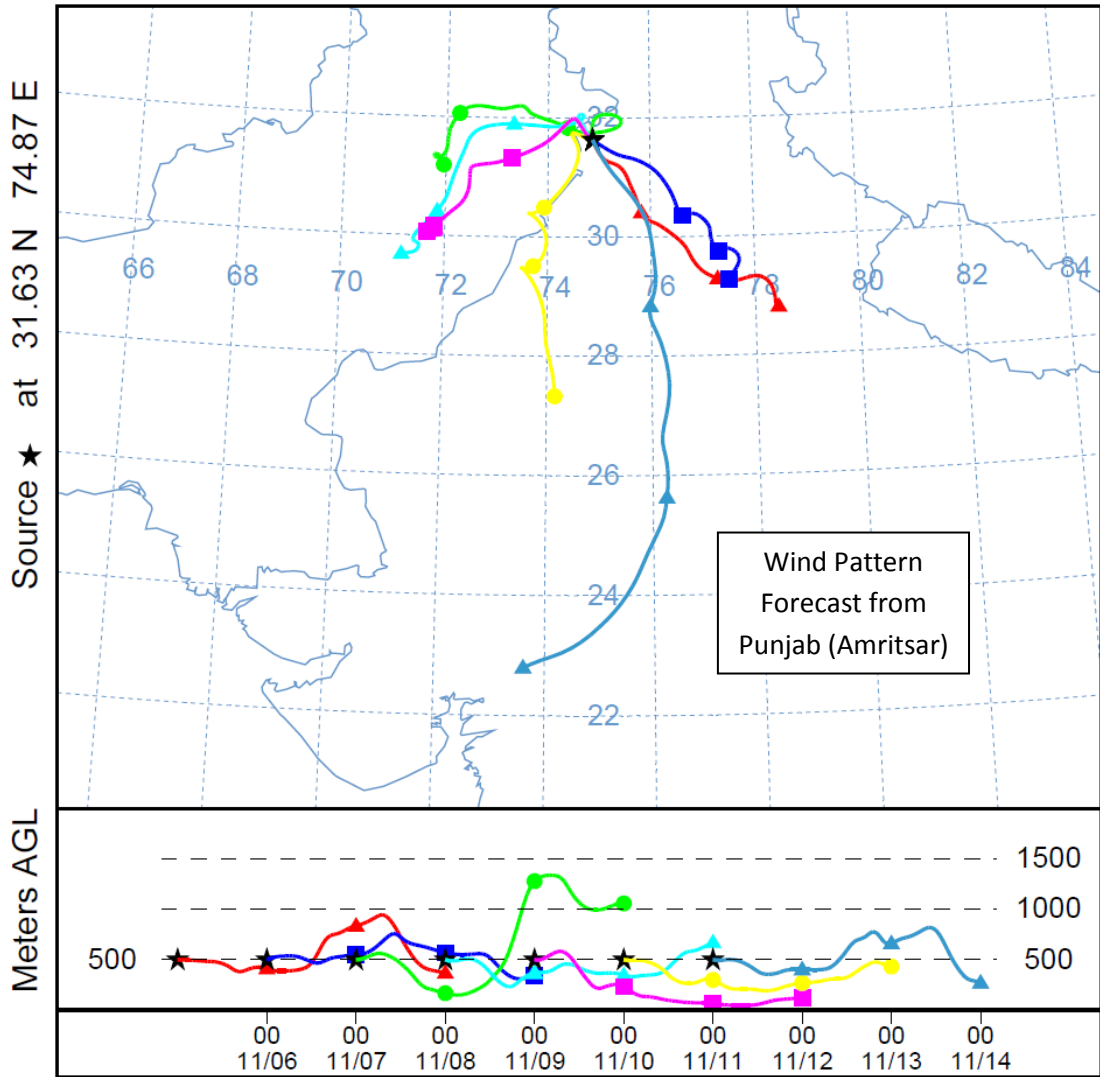 Source ★ at 31.63 N 74.87 E
32
30
66
68
70
72
74
76
78
80
82
84
28
26
24
22
Wind Pattern
Forecast from
Punjab (Amritsar)
Meters AGL
1500
1000
500
500
00 00 00 00 00 00 00 00 00
11/06 11/07 11/08 11/09 11/10 11/11 11/12 11/13 11/14